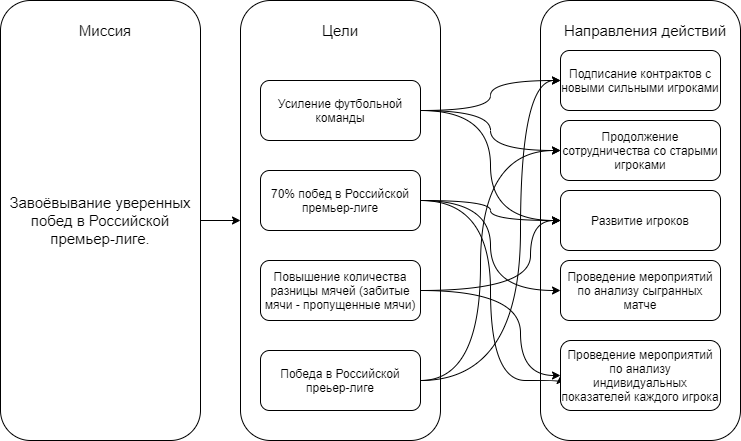 Миссия
Завоёвывание уверенных
побед в Российской
премьер-лиге.
Цели
Усиление футбольной
команды
70% побед в Российской
премьер-лиге
Повышение количества
разницы мячей (забитые
мячи - пропущенные мячи)
Победа в Российской
преьер-лиге
Направления действий
Подписание контрактов с
новыми сильными игроками
Продолжение
сотрудничества со старыми
игроками
Развитие игроков
Проведение мероприятий
по анализу сыгранных
матче
Проведение мероприятий
по анализу
индивидуальных
показателей каждого игрока